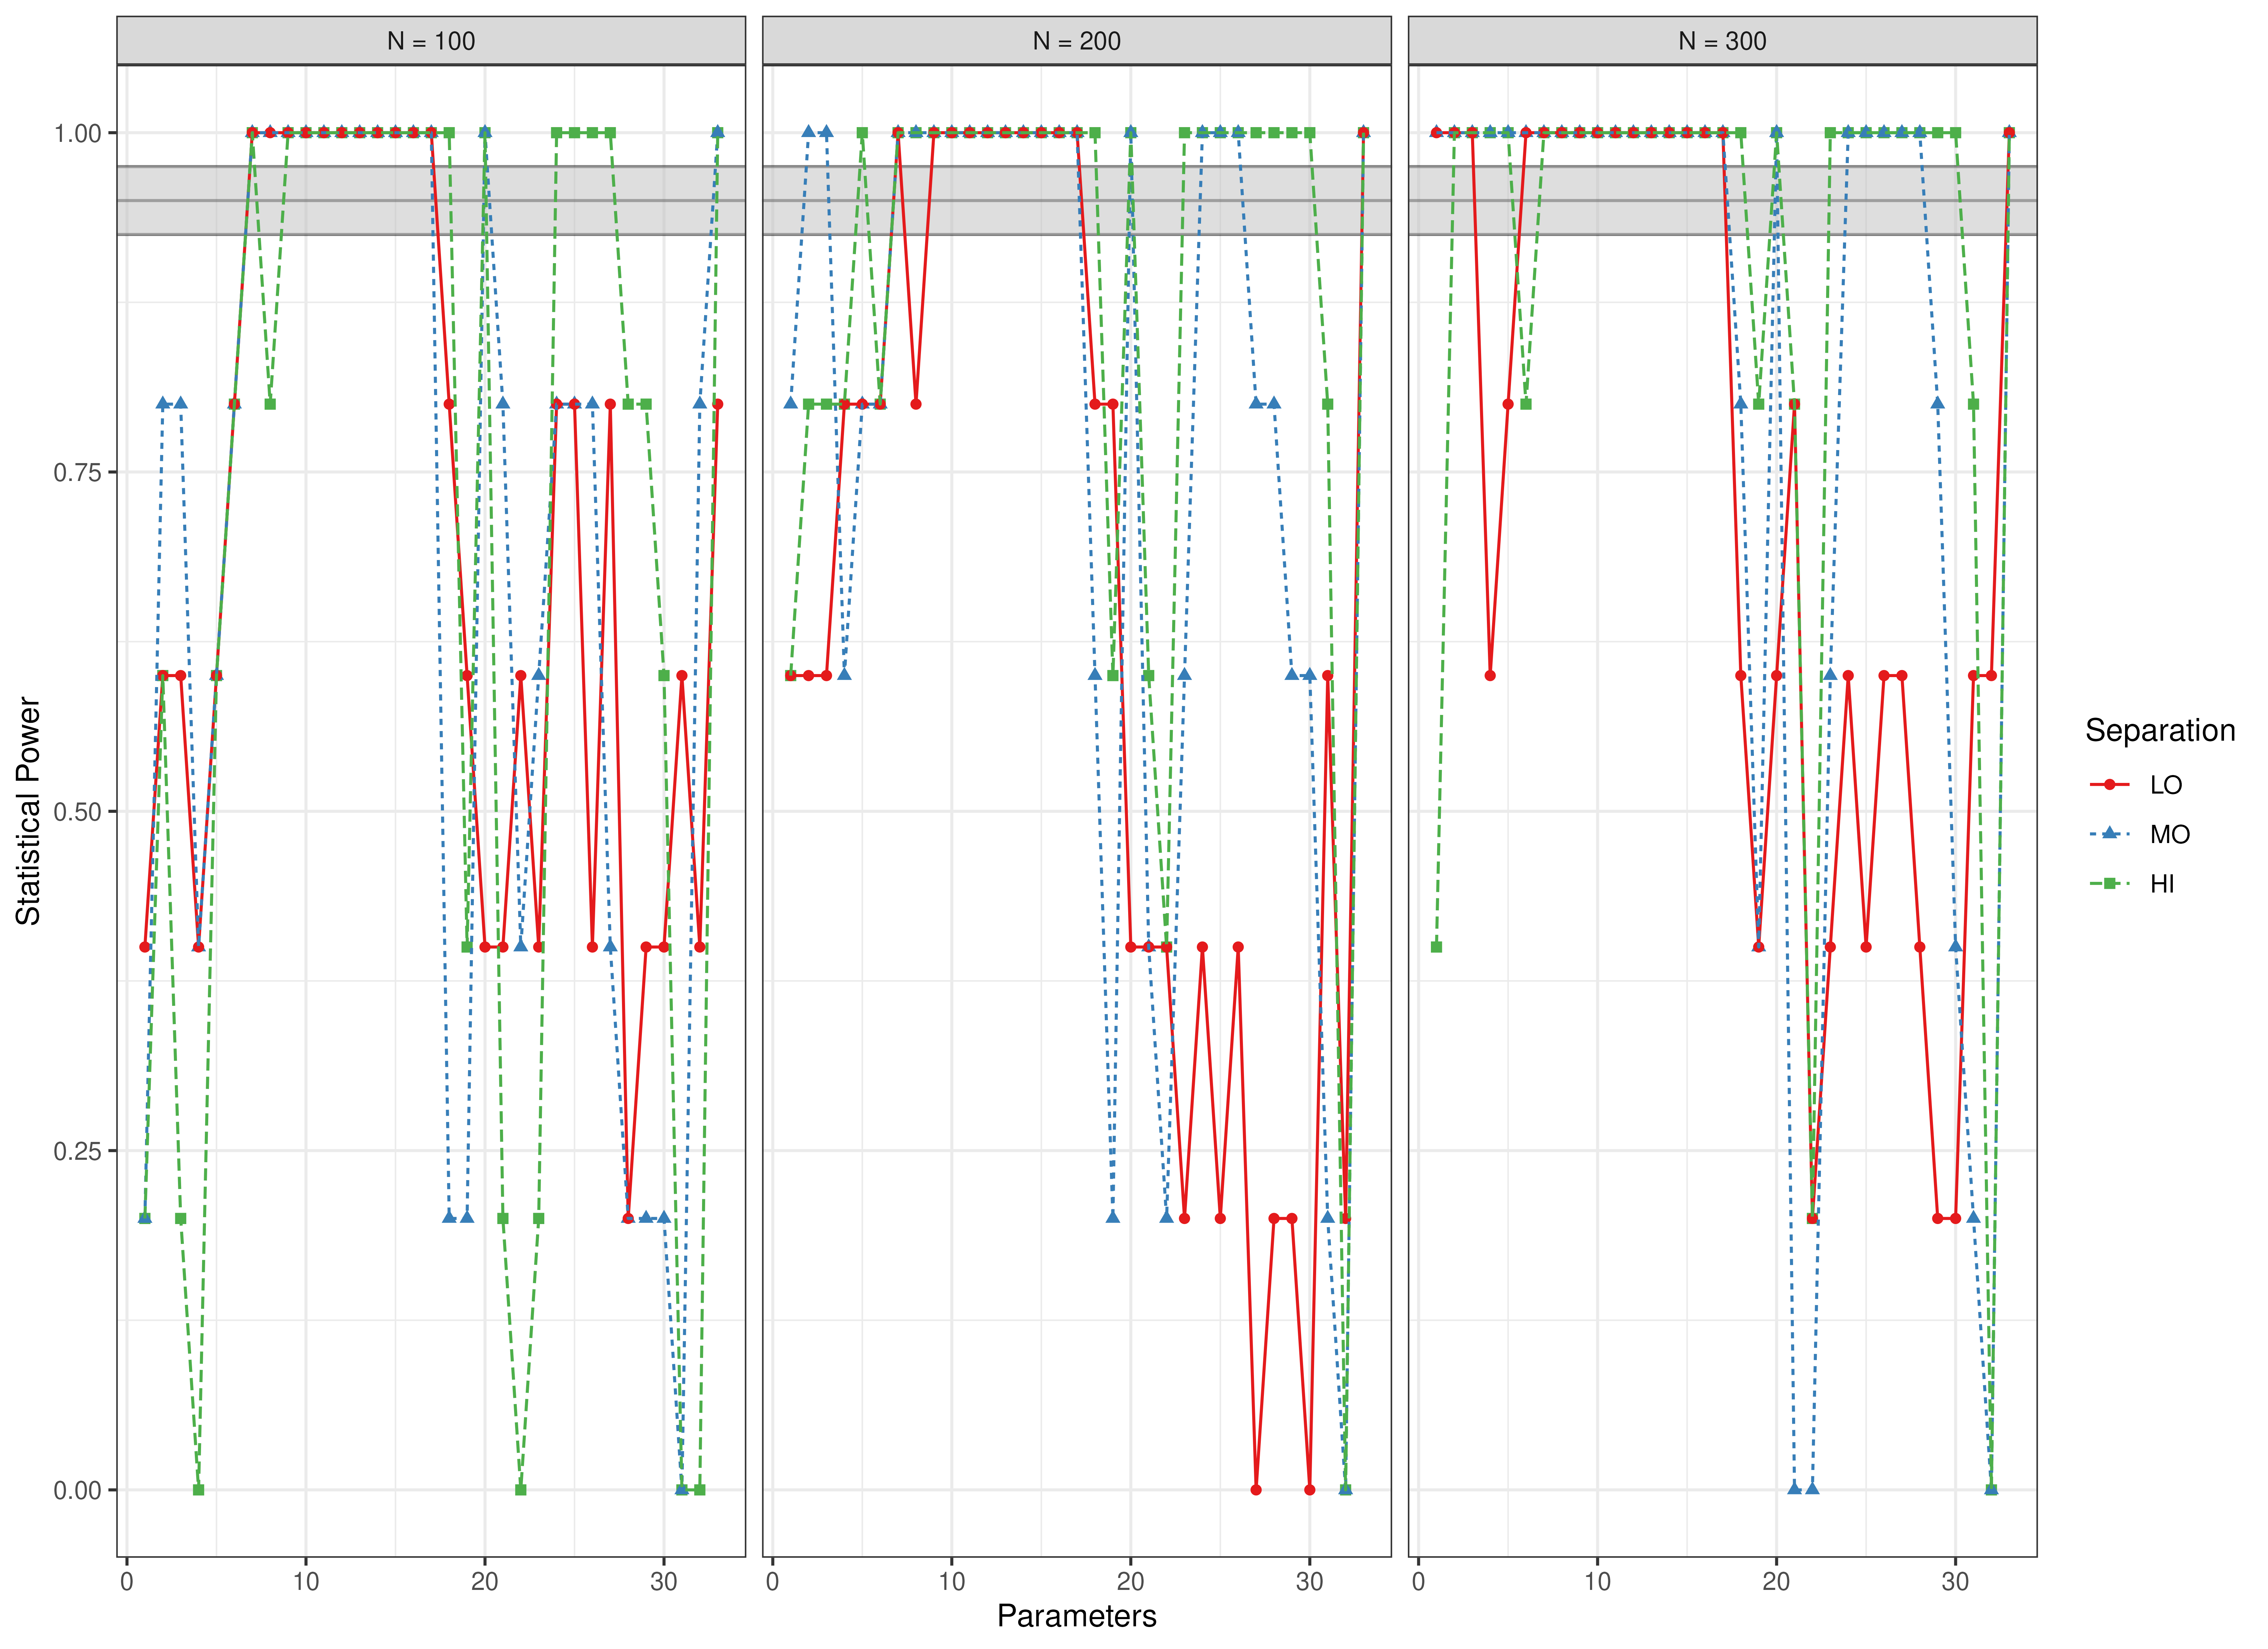 N = 100
N = 200
N = 300
Statistical Power
1.00
0.75
0.50
0.25
0.00
0 10 20 30
0 10 20 30
0 10 20 30
Parameters
Separation
LO
MO
HI